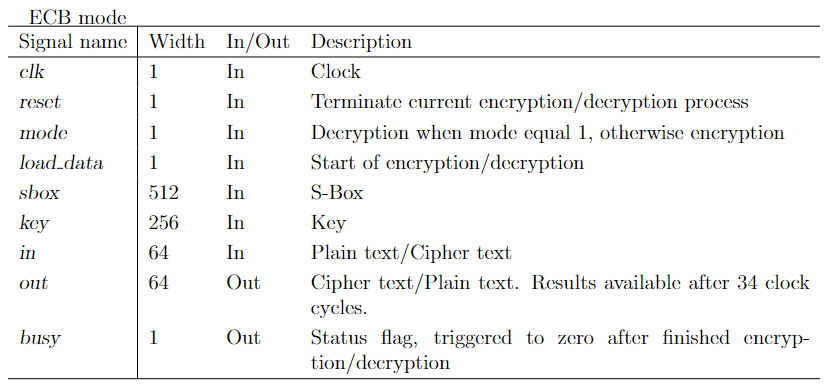 ECB mode
Signal name Width In/Out Description
clk 1 In Clock
reset 1 In Terminate current encryption/decryption process
mode 1 In Decryption when mode equal 1, otherwise encryption
load_data 1 In Start of encryption/decryption
sbox 512 In S-Box
key 256 In Key
in 64 In Plain text/Cipher text
out 64 Out Cipher text/Plain text. Results available after 34 clock
cycles.
busy 1 Out Status flag, triggered to zero after finished encryp-
tion/decryption